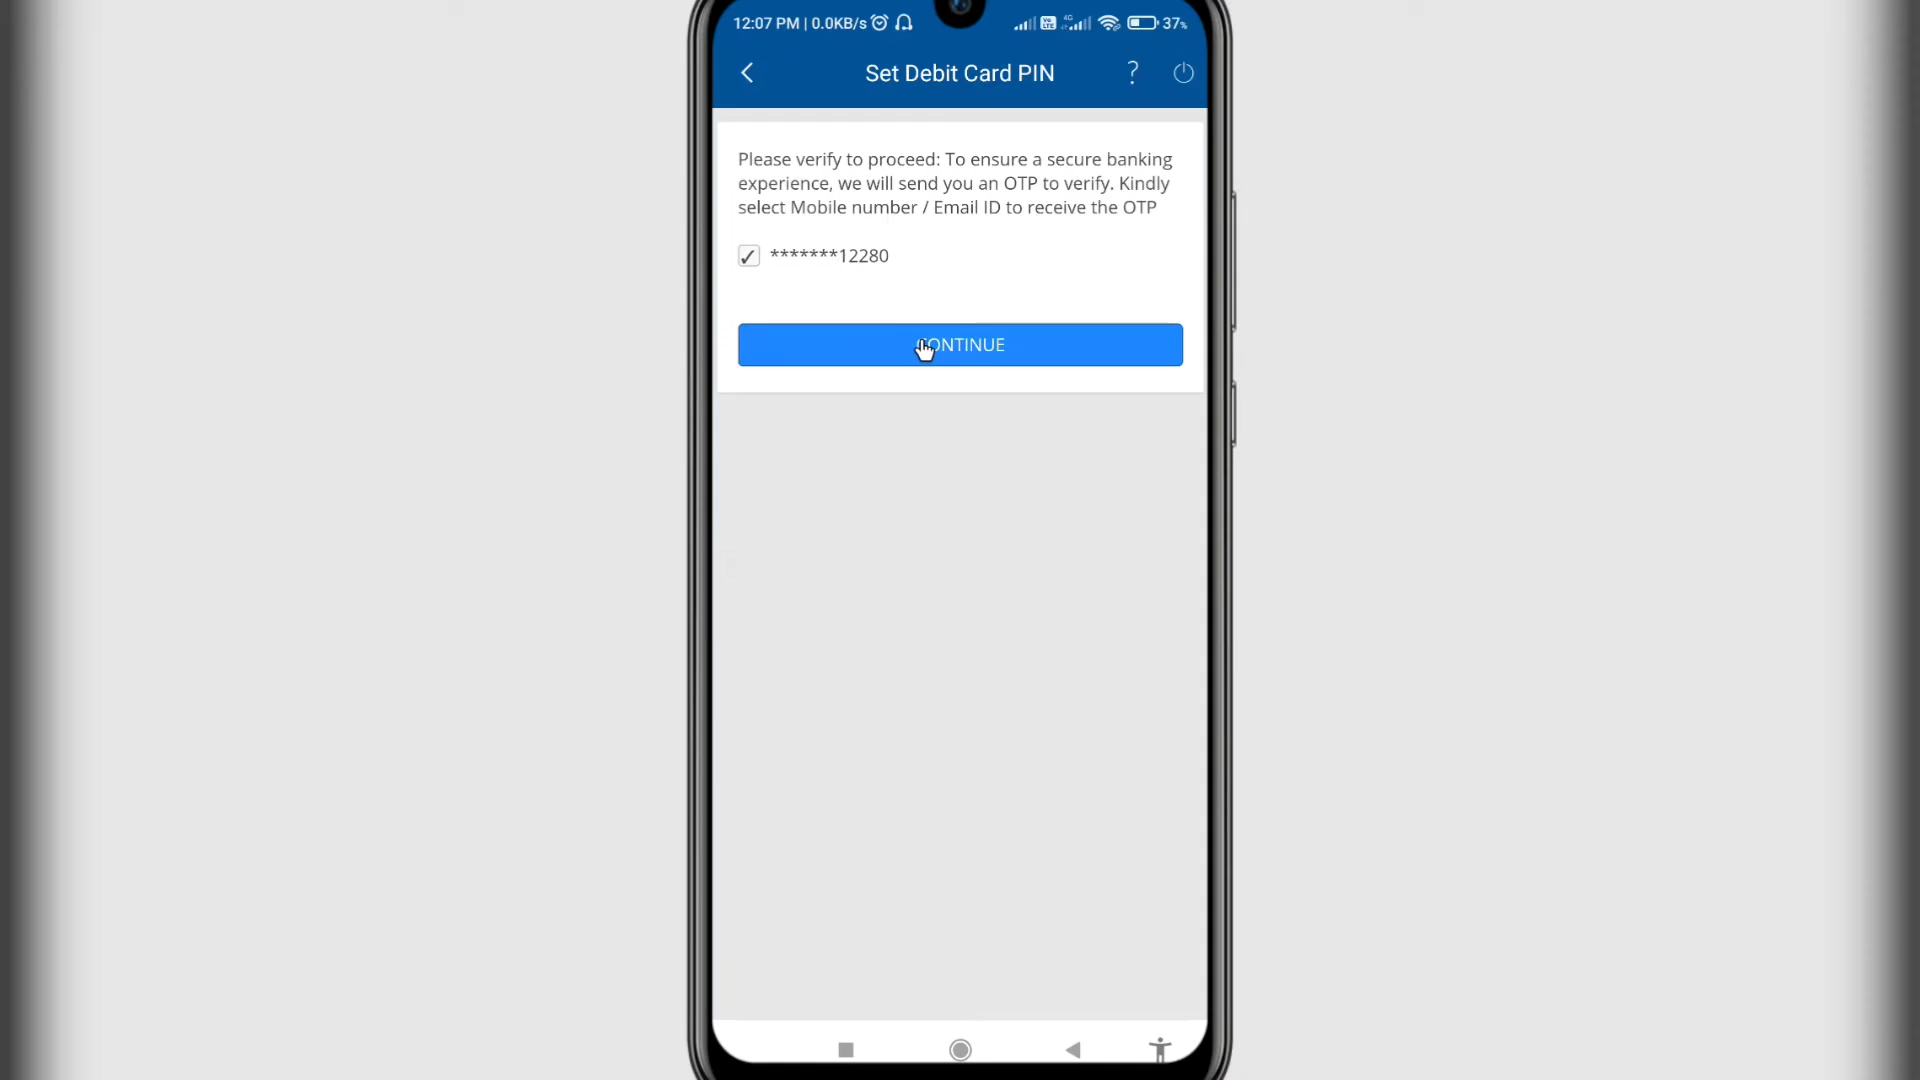 12:07 PM | 0.0KB/s 4G 37%
Set Debit Card PIN ?
Please verify to proceed: To ensure a secure banking
experience, we will send you an OTP to verify. Kindly
select Mobile number / Email ID to receive the OTP
*******12280
CONTINUE